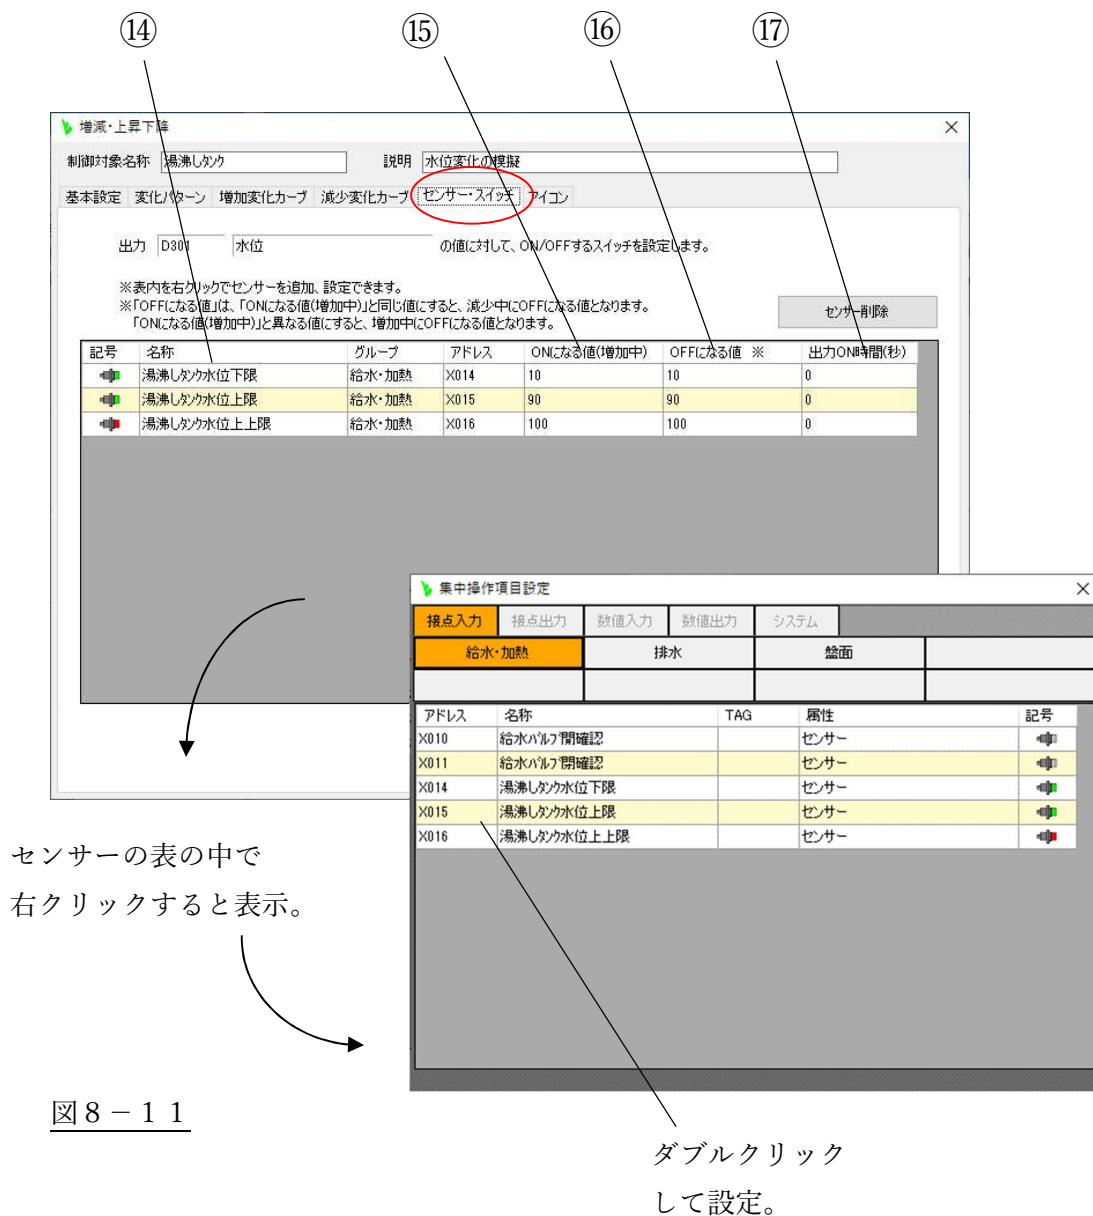 ⑭ ⑮ ⑯ ⑰
増減・上昇下降
制御対象名称 湯沸しタンク 説明 水位変化の模擬
基本設定 変化パターン 増加変化カーブ 減少変化カーブ センサー・スイッチ アイコン
出力 D301 水位 の値に対して、ON/OFFするスイッチを設定します。
※表内を右クリックでセンサーを追加、設定できます。
※「OFFになる値」は、「ONになる値(増加中)」と同じ値にすると、減少中にOFFになる値となります。
「ONになる値(増加中)」と異なる値にすると、増加中にOFFになる値となります。
センサー削除
記号 名称 グループ アドレス ONになる値(増加中) OFFになる値 ※ 出力ON時間(秒)
湯沸しタンク水位下限 給水・加熱 X014 10 10 0
湯沸しタンク水位上限 給水・加熱 X015 90 90 0
湯沸しタンク水位上上限 給水・加熱 X016 100 100 0
集中操作項目設定
接点入力 接点出力 数値入力 数値出力 システム
給水・加熱 排水 盤面
アドレス 名称 TAG 属性 記号
X010 給水バルブ開確認 センサー
X011 給水バルブ閉確認 センサー
X014 湯沸しタンク水位下限 センサー
X015 湯沸しタンク水位上限 センサー
X016 湯沸しタンク水位上上限 センサー
センサーの表の中で
右クリックすると表示。
図8-11
ダブルクリック
して設定。